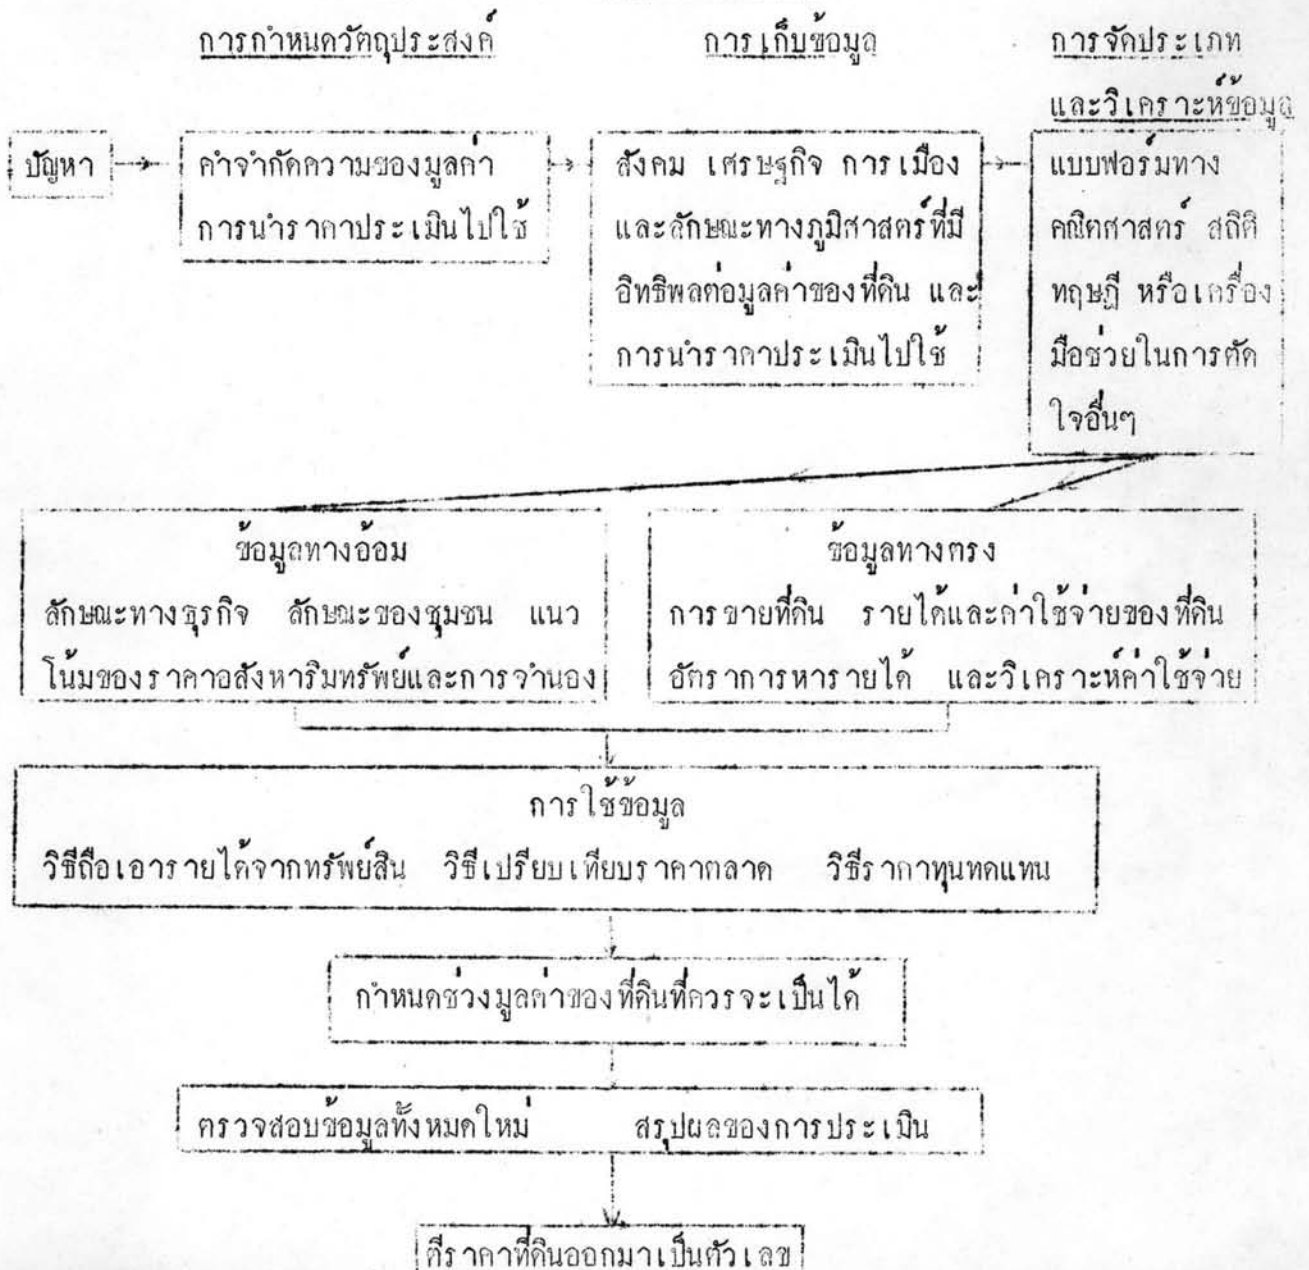 การกำหนดวัตถุประสงค์
การเก็บข้อมูล
การจัดประเภท
และวิเคราะห์ข้อมูล
ปัญหา
คำจำกัดความของมูลค่า
การนำราคาประเมินไปใช้
สังคม เศรษฐกิจ การเมือง
และลักษณะทางภูมิศาสตร์ที่มี
อิทธิพลต่อมูลค่าของที่ดิน และ
การนำราคาประเมินไปใช้
แบบฟอร์มทาง
คณิตศาสตร์ สถิติ
ทฤษฎี หรือเครื่อง
มือช่วยในการตัด
ใจอื่นๆ
ข้อมูลทางอ้อม
ลักษณะทางธุรกิจ ลักษณะของชุมชน แนว
โน้มของราคาอสังหาริมทรัพย์และการจำนอง
ข้อมูลทางตรง
การขายที่ดิน รายได้และค่าใช้จ่ายของที่ดิน
อัตราการหารายได้ และวิเคราะห์ค่าใช้จ่าย
การใช้ข้อมูล
วิธีถือเอารายได้จากทรัพย์สิน วิธีเปรียบเทียบราคาตลาด วิธีราคาทุนทดแทน
กำหนดช่วงมูลค่าของที่ดินที่ควรจะเป็นได้
ตรวจสอบข้อมูลทั้งหมดใหม่ สรุปผลของการประเมิน
ตีราคาที่ดินออกมาเป็นตัวเลข